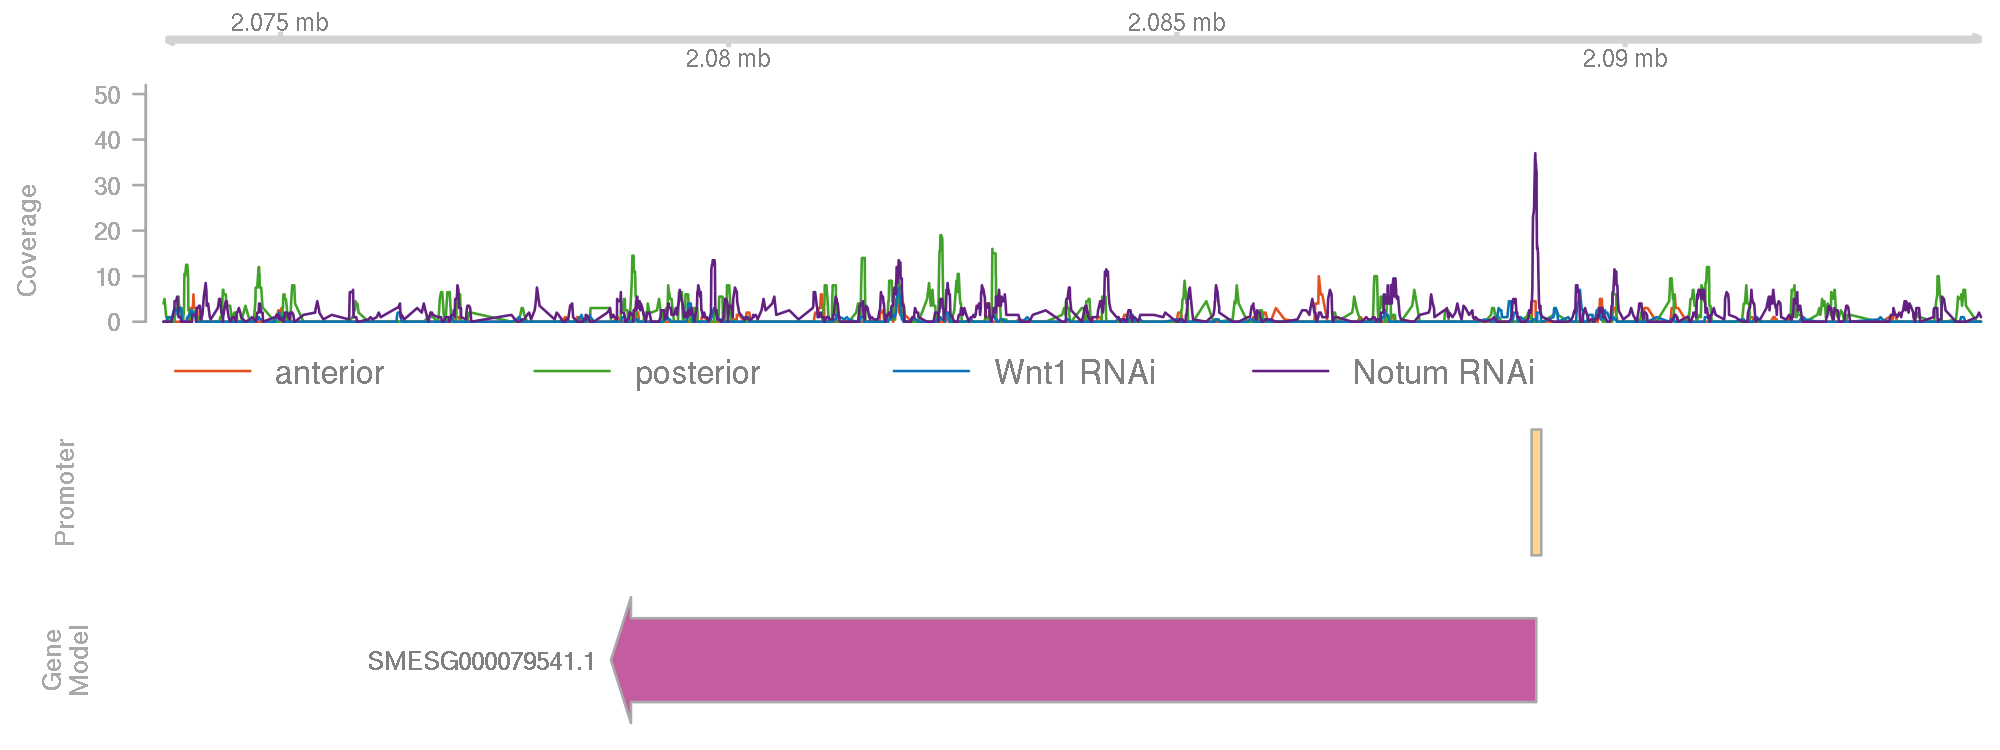 2.075 mb
2.085 mb
2.08 mb
2.09 mb
50
40
30
20
10
0
Coverage
anterior
posterior
Wnt1 RNAi
Notum RNAi
Promoter
Gene
Model
SMESG000079541.1